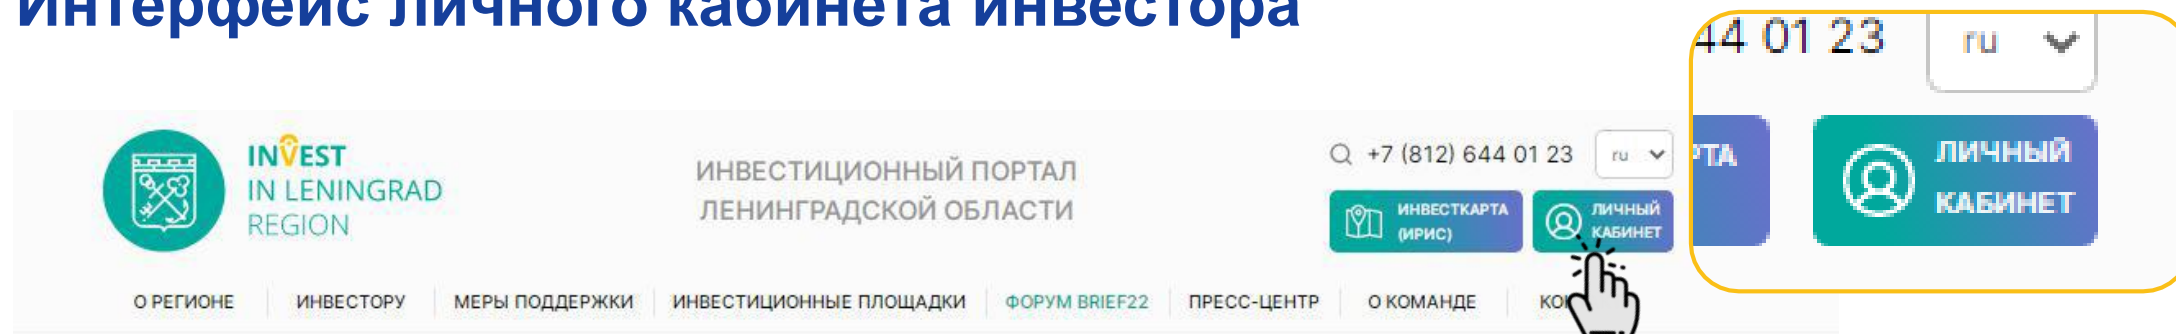 Интерфейс личного кабинета инвестора
44 01 23 ru
РТА
ЛИЧНЫЙ
КАБИНЕТ
INVEST
IN LENINGRAD
REGION
ИНВЕСТИЦИОННЫЙ ПОРТАЛ
ЛЕНИНГРАДСКОЙ ОБЛАСТИ
+7 (812) 644 01 23 ru
ИНВЕСТКАРТА
(ИРИС)
ЛИЧНЫЙ
КАБИНЕТ
О РЕГИОНЕ ИНВЕСТОРУ МЕРЫ ПОДДЕРЖКИ ИНВЕСТИЦИОННЫЕ ПЛОЩАДКИ ФОРУМ BRIEF22 ПРЕСС-ЦЕНТР О КОМАНДЕ